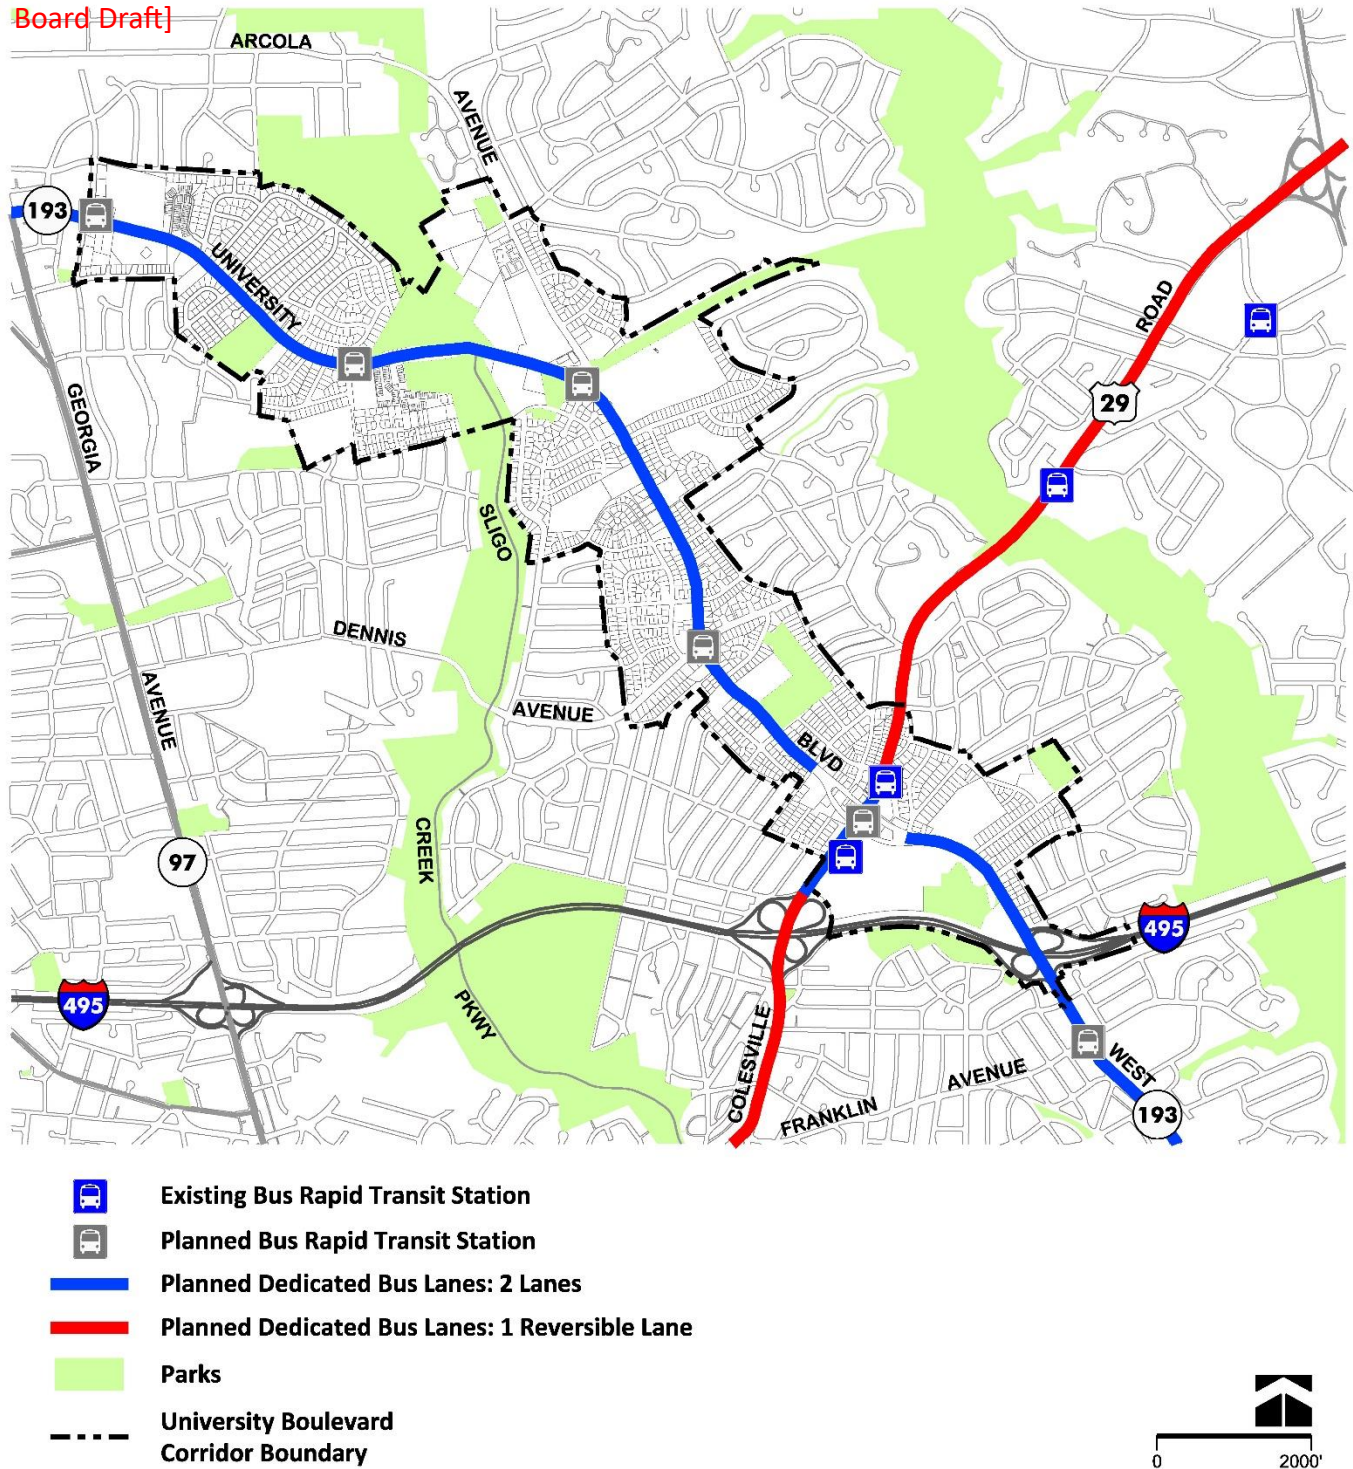 Board Draft]
ARCOLA
AVENUE
193
UNIVERSITY
ROAD
29
GEORGIA
SLIGO
DENNIS
AVENUE
AVENUE
BLVD
CREEK
97
495
495
PKWY
COLESVILLE
WEST
AVENUE
FRANKLIN
193
Existing Bus Rapid Transit Station
Planned Bus Rapid Transit Station
Planned Dedicated Bus Lanes: 2 Lanes
Planned Dedicated Bus Lanes: 1 Reversible Lane
Parks
University Boulevard
Corridor Boundary
0 2000'